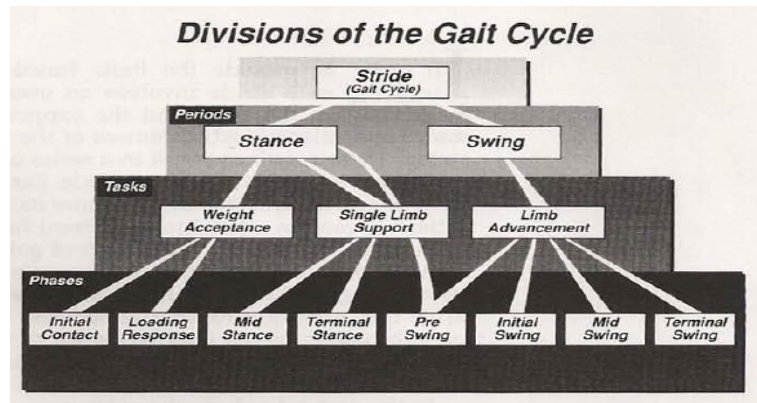 Divisions of the Gait Cycle
Stride
(Gait Cycle)
Periods
Stance
Swing
Tasks
Weight
Acceptance
Single Limb
Support
Limb
Advancement
Phases
Initial
Contact
Loading
Response
Mid
Stance
Terminal
Stance
Pre
Swing
Initial
Swing
Mid
Swing
Terminal
Swing